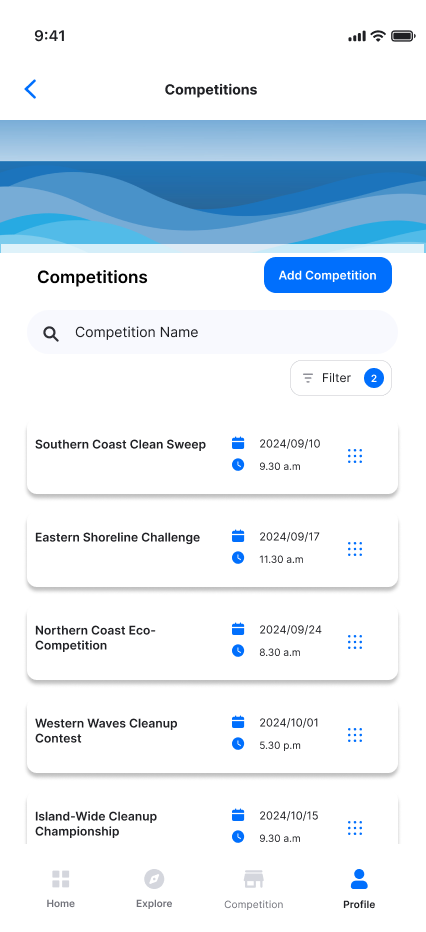 9:41
Competitions
Competitions
Add Competition
Competition Name
Filter
2
Southern Coast Clean Sweep
2024/09/10
9.30 a.m
Eastern Shoreline Challenge
2024/09/17
11.30 a.m
Northern Coast Eco-
Competition
2024/09/24
8.30 a.m
Western Waves Cleanup
Contest
2024/10/01
5.30 p.m
Island-Wide Cleanup
Championship
2024/10/15
9.30 a.m
Home
Explore
Competition
Profile